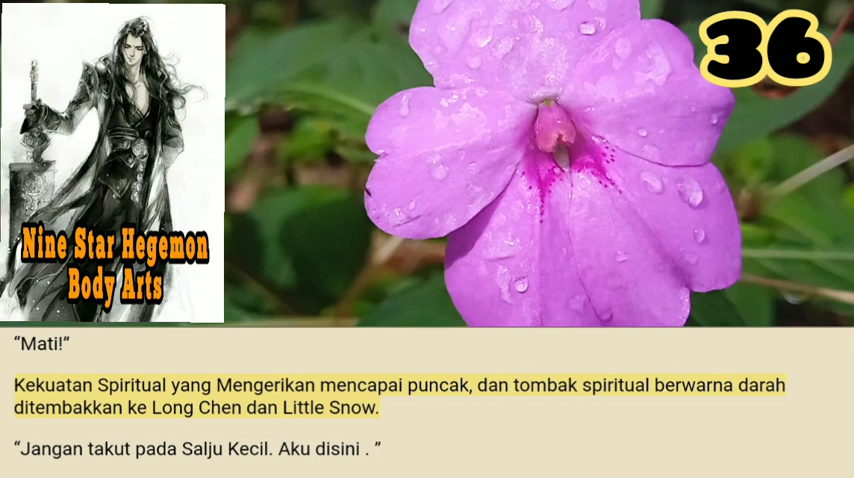 36
Nine Star Hegemon
Body Arts
“Mati!”
Kekuatan Spiritual yang Mengerikan mencapai puncak, dan tombak spiritual berwarna darah
ditembakkan ke Long Chen dan Little Snow.
“Jangan takut pada Salju Kecil. Aku disini . ”